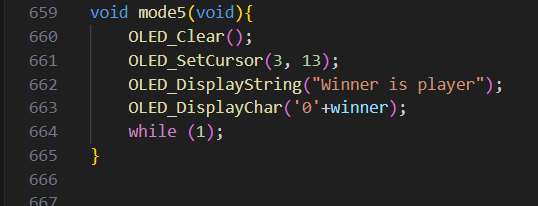 659 void mode5(void){
660 OLED_Clear();
661 OLED_SetCursor(3, 13);
662 OLED_DisplayString("Winner is player");
663 OLED_DisplayChar('0'+winner);
664 while (1);
665 }
666
667